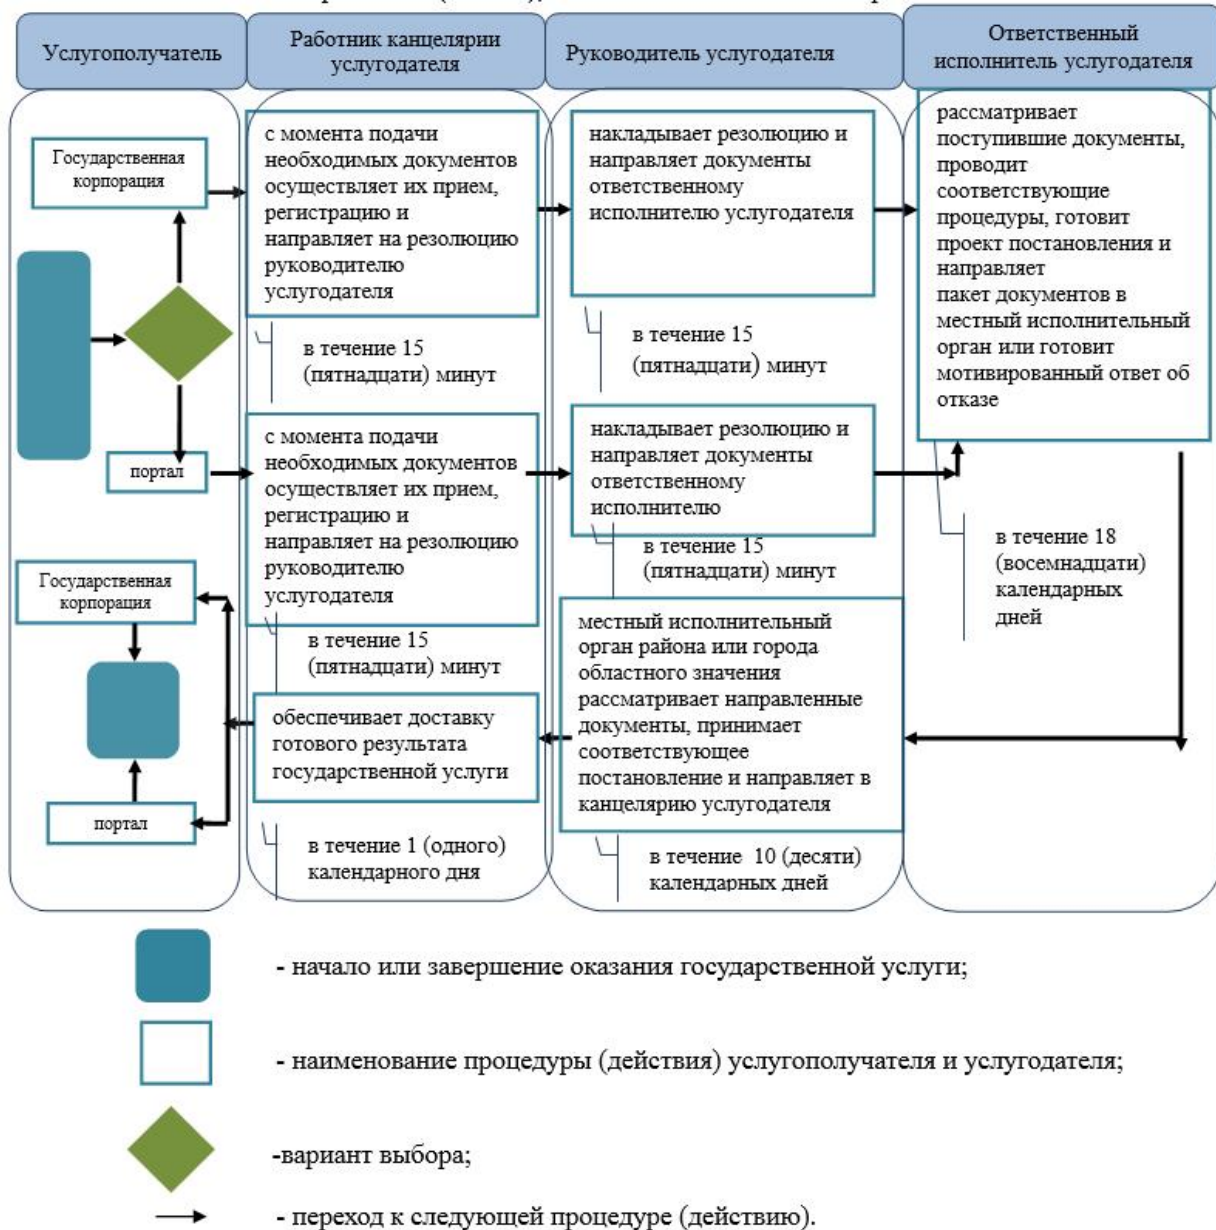 Услугополучатель
Работник канцелярии
услугодателя
Руководитель услугодателя
Ответственный
исполнитель услугодателя
Государственная
корпорация
с момента подачи
необходимых документов
осуществляет их прием,
регистрацию и
направляет на резолюцию
руководителю
услугодателя
в течение 15
(пятнадцати) минут
накладывает резолюцию и
направляет документы
ответственному
исполнителю услугодателя
в течение 15
(пятнадцати) минут
рассматривает
поступившие документы,
проводит
соответствующие
процедуры, готовит
проект постановления и
направляет
пакет документов в
местный исполнительный
орган или готовит
мотивированный ответ об
отказе
в течение 18
(восемнадцати)
календарных
дней
портал
с момента подачи
необходимых документов
осуществляет их прием,
регистрацию и
направляет на резолюцию
руководителю
услугодателя
в течение 15
(пятнадцати) минут
накладывает резолюцию и
направляет документы
ответственному
исполнителю
в течение 15
(пятнадцати) минут
местный исполнительный
орган района или города
областного значения
рассматривает направленные
документы, принимает
соответствующее
постановление и направляет в
канцелярию услугодателя
в течение 10 (десяти)
календарных дней
обеспечивает доставку
готового результата
государственной услуги
в течение 1 (одного)
календарного дня
Государственная
корпорация
портал
- начало или завершение оказания государственной услуги;
- наименование процедуры (действия) услугополучателя и услугодателя;
-вариант выбора;
- переход к следующей процедуре (действию).